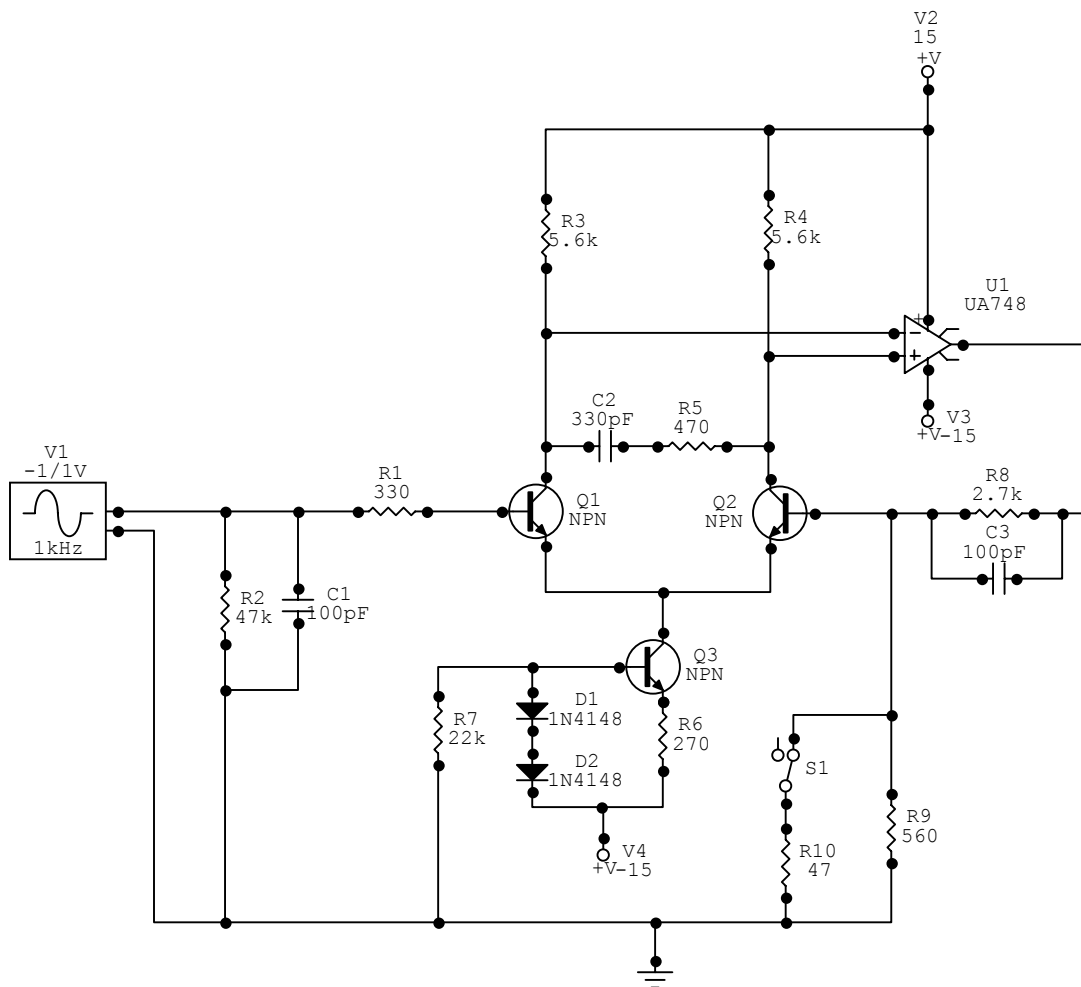 V2
15
+V
R3
5.6k
R4
5.6k
U1
UA748
+
−
+
V3
+V-15
C2
330pF
R5
470
V1
-1/1V
1kHz
R1
330
Q1
NPN
Q2
NPN
R8
2.7k
C3
100pF
R2
47k
C1
100pF
Q3
NPN
D1
1N4148
R7
22k
R6
270
D2
1N4148
S1
V4
+V-15
R10
47
R9
560